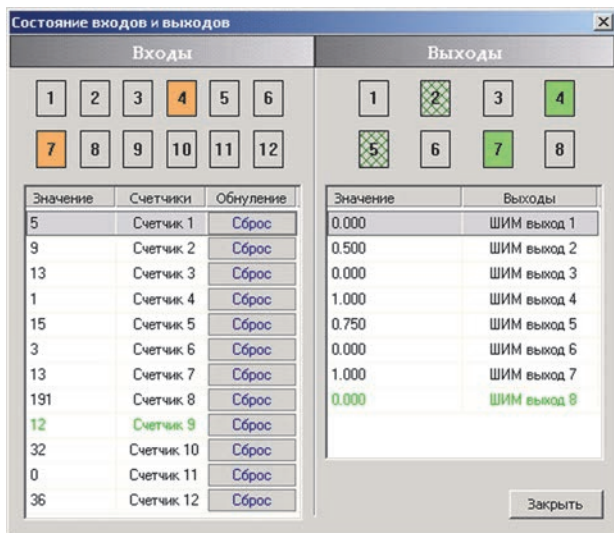 Состояние входов и выходов
Входы
1 2 3 4 5 6
7 8 9 10 11 12
Значение Счетчики Обнуление
5 Счетчик 1 Сброс
9 Счетчик 2 Сброс
13 Счетчик 3 Сброс
1 Счетчик 4 Сброс
15 Счетчик 5 Сброс
3 Счетчик 6 Сброс
13 Счетчик 7 Сброс
191 Счетчик 8 Сброс
12 Счетчик 9 Сброс
32 Счетчик 10 Сброс
0 Счетчик 11 Сброс
36 Счетчик 12 Сброс
Выходы
1 2 3 4
5 6 7 8
Значение Выходы
0.000 ШИМ выход 1
0.500 ШИМ выход 2
0.000 ШИМ выход 3
1.000 ШИМ выход 4
0.750 ШИМ выход 5
0.000 ШИМ выход 6
1.000 ШИМ выход 7
0.000 ШИМ выход 8
Закрыть